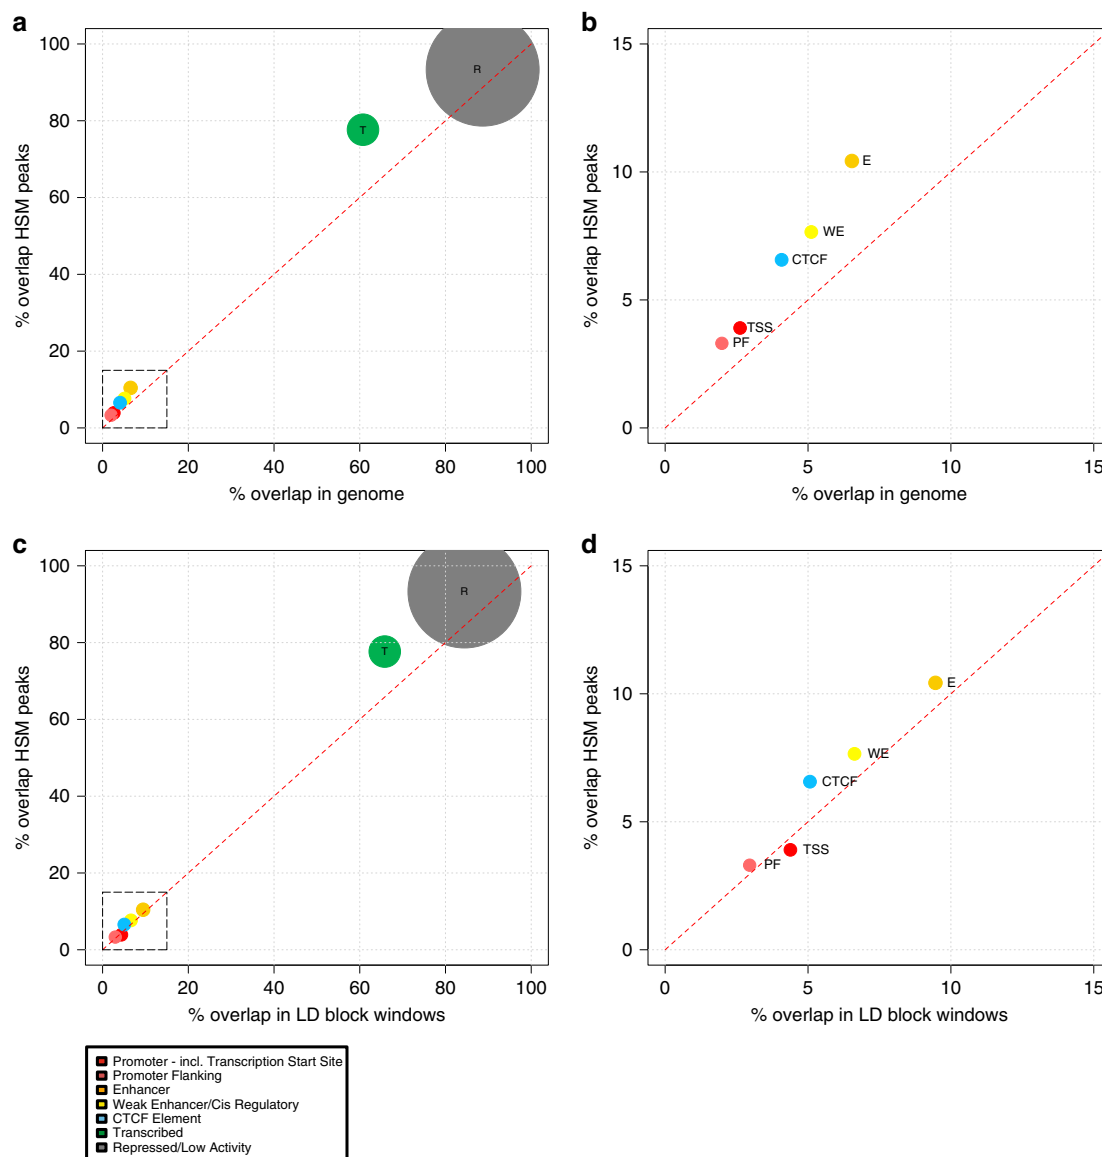 a
100
80
60
40
20
0
% overlap HSM peaks
R
T
0 20 40 60 80 100
% overlap in genome
b
15
10
5
0
% overlap HSM peaks
E
WE
CTCF
TSS
PF
0 5 10 15
% overlap in genome
c
100
80
60
40
20
0
% overlap HSM peaks
R
T
0 20 40 60 80 100
% overlap in LD block windows
d
15
10
5
0
% overlap HSM peaks
E
WE
CTCF
TSS
PF
0 5 10 15
% overlap in LD block windows
Promoter - incl. Transcription Start Site
Promoter Flanking
Enhancer
Weak Enhancer/Cis Regulatory
CTCF Element
Transcribed
Repressed/Low Activity